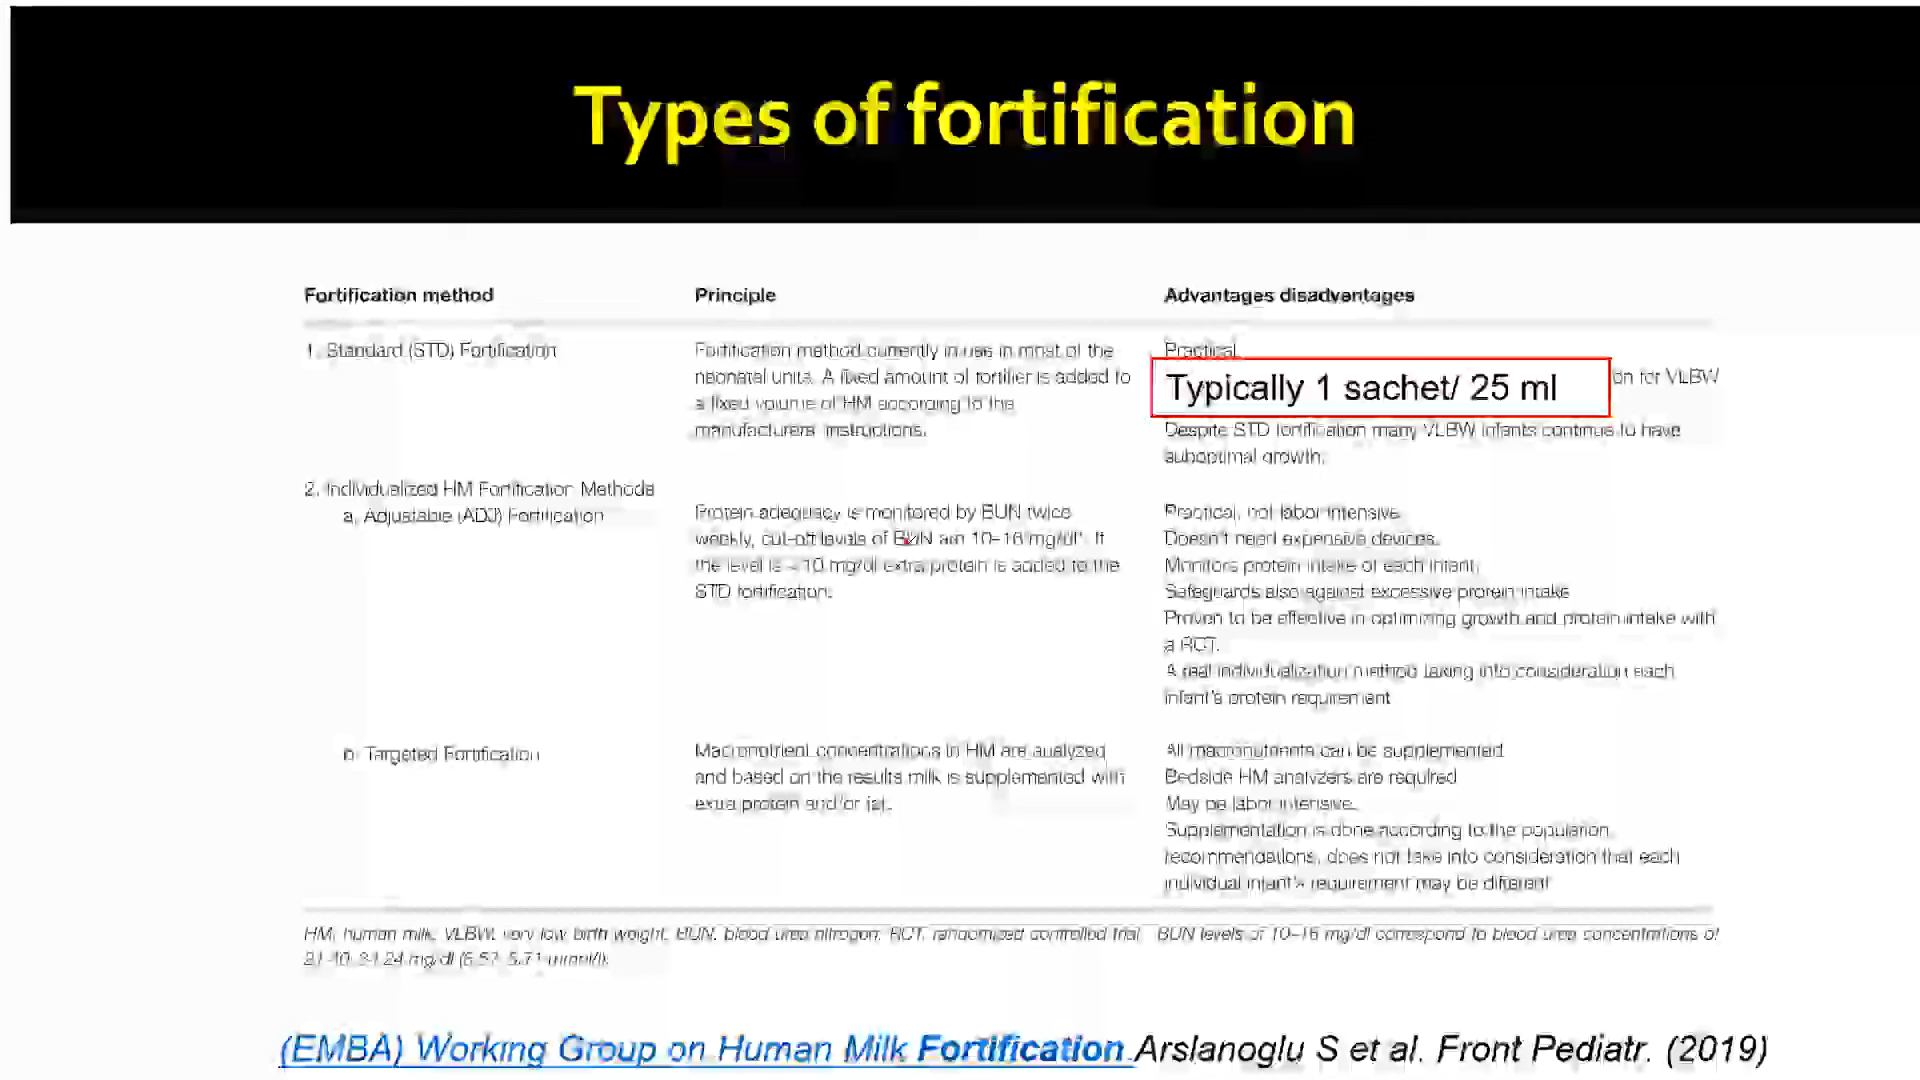 Types of fortification
Fortification method Principle Advantages disadvantages
1. Standard (STD) Fortification Fortification method currently in use in most of the Practical
neonatal units. A fixed amount of fortifier is added to Typically 1 sachet/ 25 ml on for VLBW
a fixed volume of HM according to the
manufacturers' instructions. Despite STD fortification many VLBW infants continue to have
suboptimal growth.
2. Individualized HM Fortification Methods
a. Adjustable (ADJ) Fortification Protein adequacy is monitored by BUN twice Practical, not labor intensive.
weekly, cut-off levels of BUN are 10–16 mg/dl*. If Doesn't need expensive devices.
the level is <10 mg/dl extra protein is added to the Monitors protein intake of each infant.
STD fortification. Safeguards also against excessive protein intake
Proven to be effective in optimizing growth and protein intake with
a RCT.
A real individualization method taking into consideration each
infant's protein requirement
b. Targeted Fortification Macronutrient concentrations in HM are analyzed All macronutrients can be supplemented
and based on the results milk is supplemented with Bedside HM analyzers are required
extra protein and/or fat. May be labor intensive.
Supplementation is done according to the population
recommendations, does not take into consideration that each
individual infant's requirement may be different
HM, human milk; VLBW, very low birth weight; BUN, blood urea nitrogen; RCT, randomized controlled trial. BUN levels of 10–16 mg/dl correspond to blood urea concentrations of
mg/dl
(EMBA) Working Group on Human Milk Fortification Arslanoglu S et al. Front Pediatr. (2019)